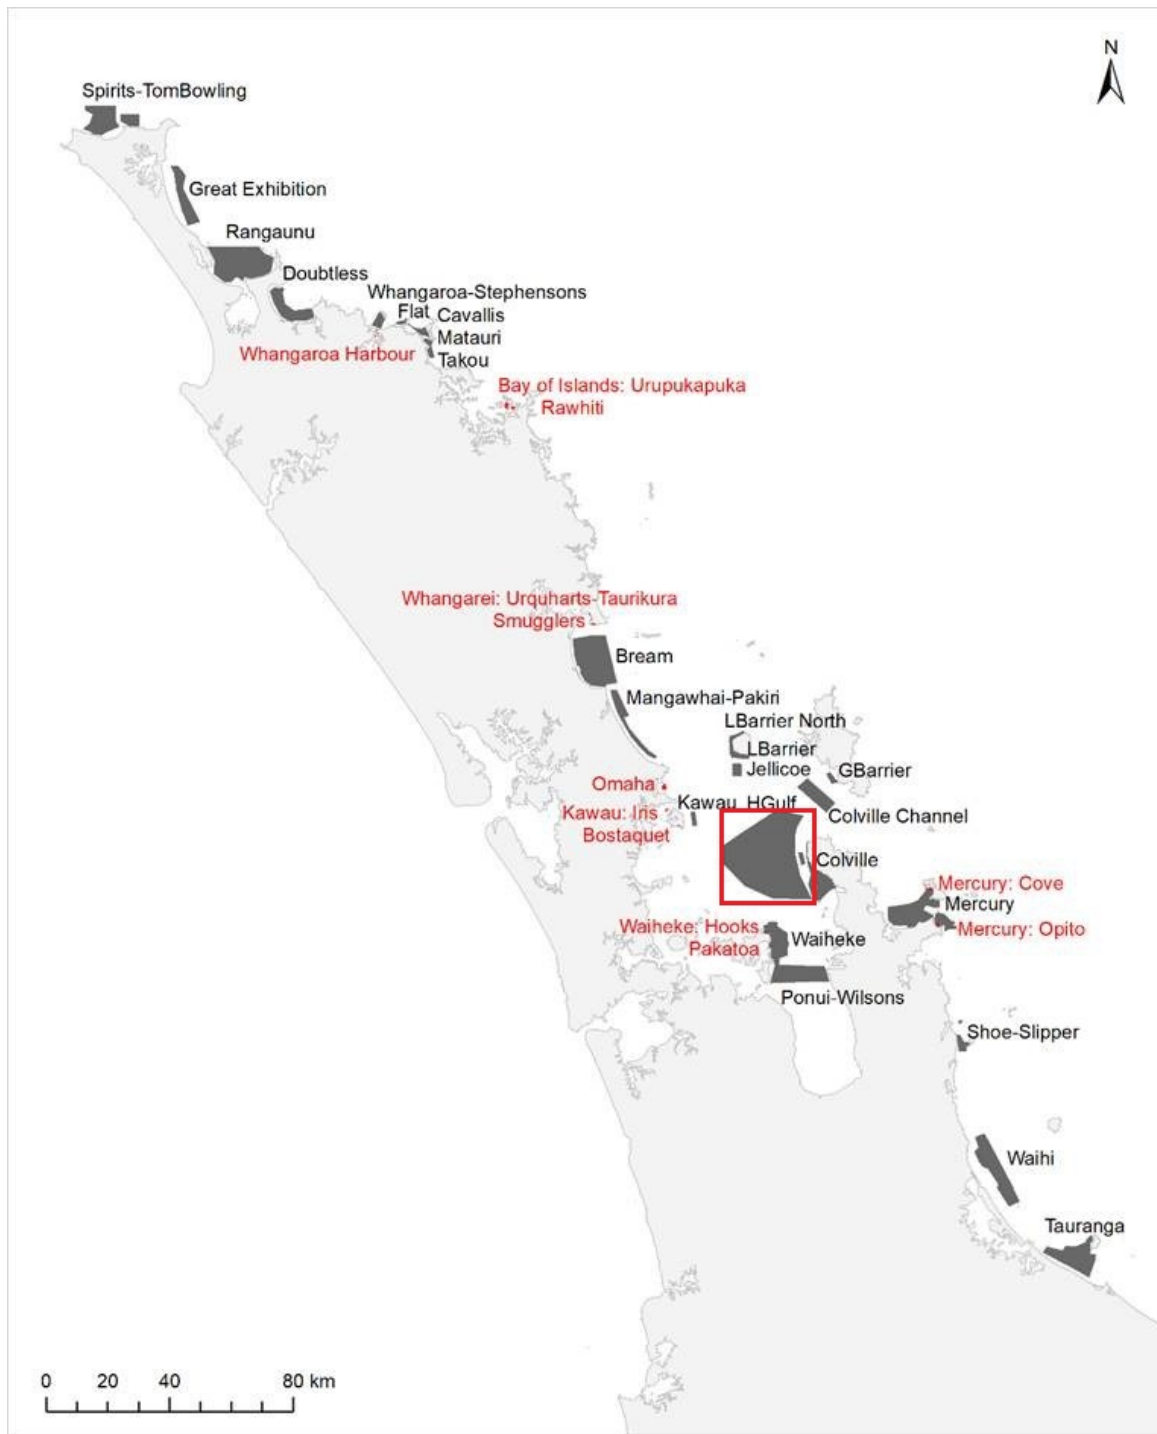 N
Spirits-TomBowling
Great Exhibition
Rangaunu
Doubtless
Whangaroa-Stephensons
Flat
Cavallis
Matauri
Takou
Whangaroa Harbour
Bay of Islands: Urupukapuka
Rawhiti
Whangarei: Urquharts-Taurikura
Smugglers
Bream
Mangawhai-Pakiri
LBarrier North
LBarrier
Jellicoe
GBarrier
Omaha
Kawau
HGulf
Colville Channel
Kawau: Iris
Bostaquet
Colville
Mercury: Cove
Mercury
Mercury: Opito
Waiheke: Hooks
Pakatoa
Waiheke
Ponui-Wilsons
Shoe-Slipper
Waihi
Tauranga
0 20 40 80 km